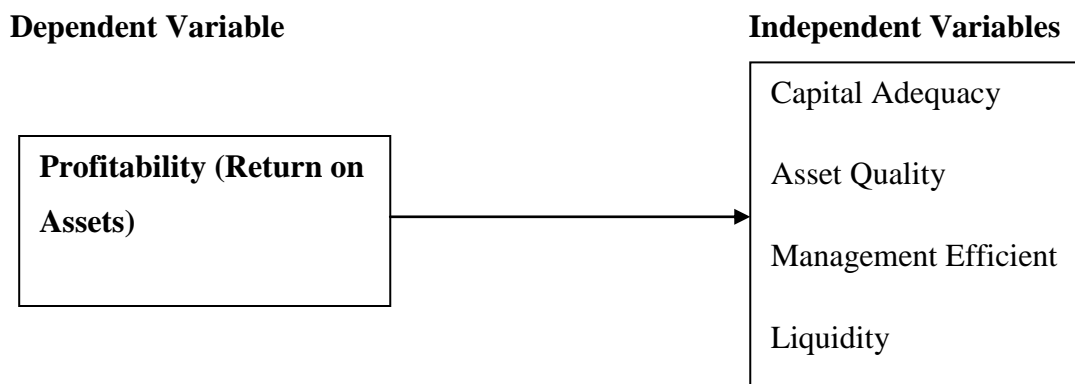 Dependent Variable
Independent Variables
Profitability (Return on
Assets)
Capital Adequacy
Asset Quality
Management Efficient
Liquidity